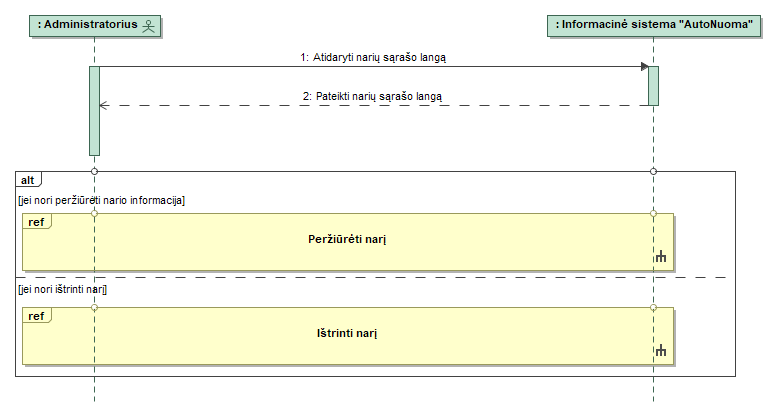 : Administratorius
: Informacinė sistema "AutoNuoma"
1: Atidaryti narių sąrašo langą
2: Pateikti narių sąrašo langą
alt
[jei nori peržiūrėti nario informacija]
ref
Peržiūrėti narį
[jei nori ištrinti narį]
ref
Ištrinti narį